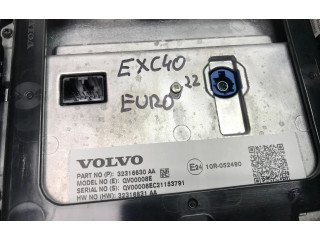 EXC40
22
EURO
VOLVO
PART NO (P): 32316630 AA
MODEL NO (E): QV00006E
SERIAL NO (S): QV00006EC21153791
HW NO (HW): 32316631 AA
E24 10R-052460